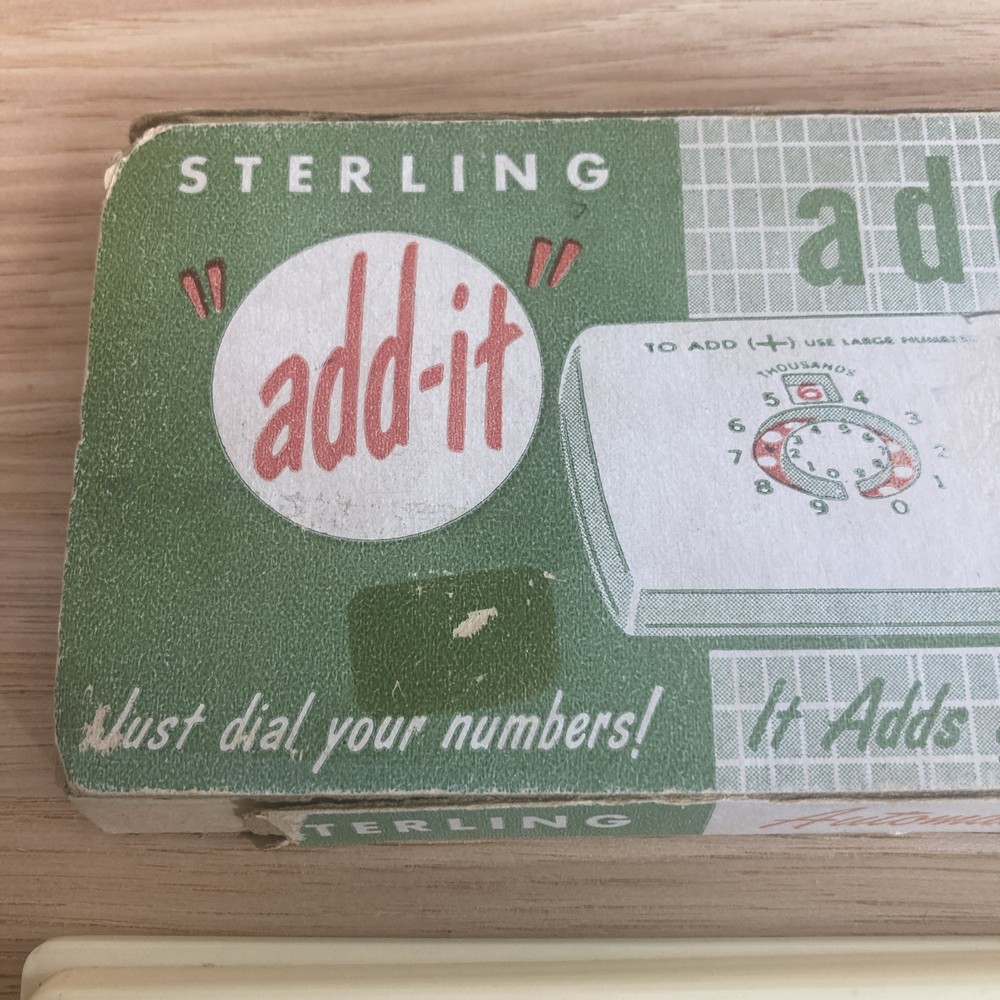 STERLING
"add-it"
ad
TO ADD (+) USE LARGE
THOUSANDS
6
5 4
6 3
7 2
8 1
9 0
Just dial your numbers!
It Adds
STERLING